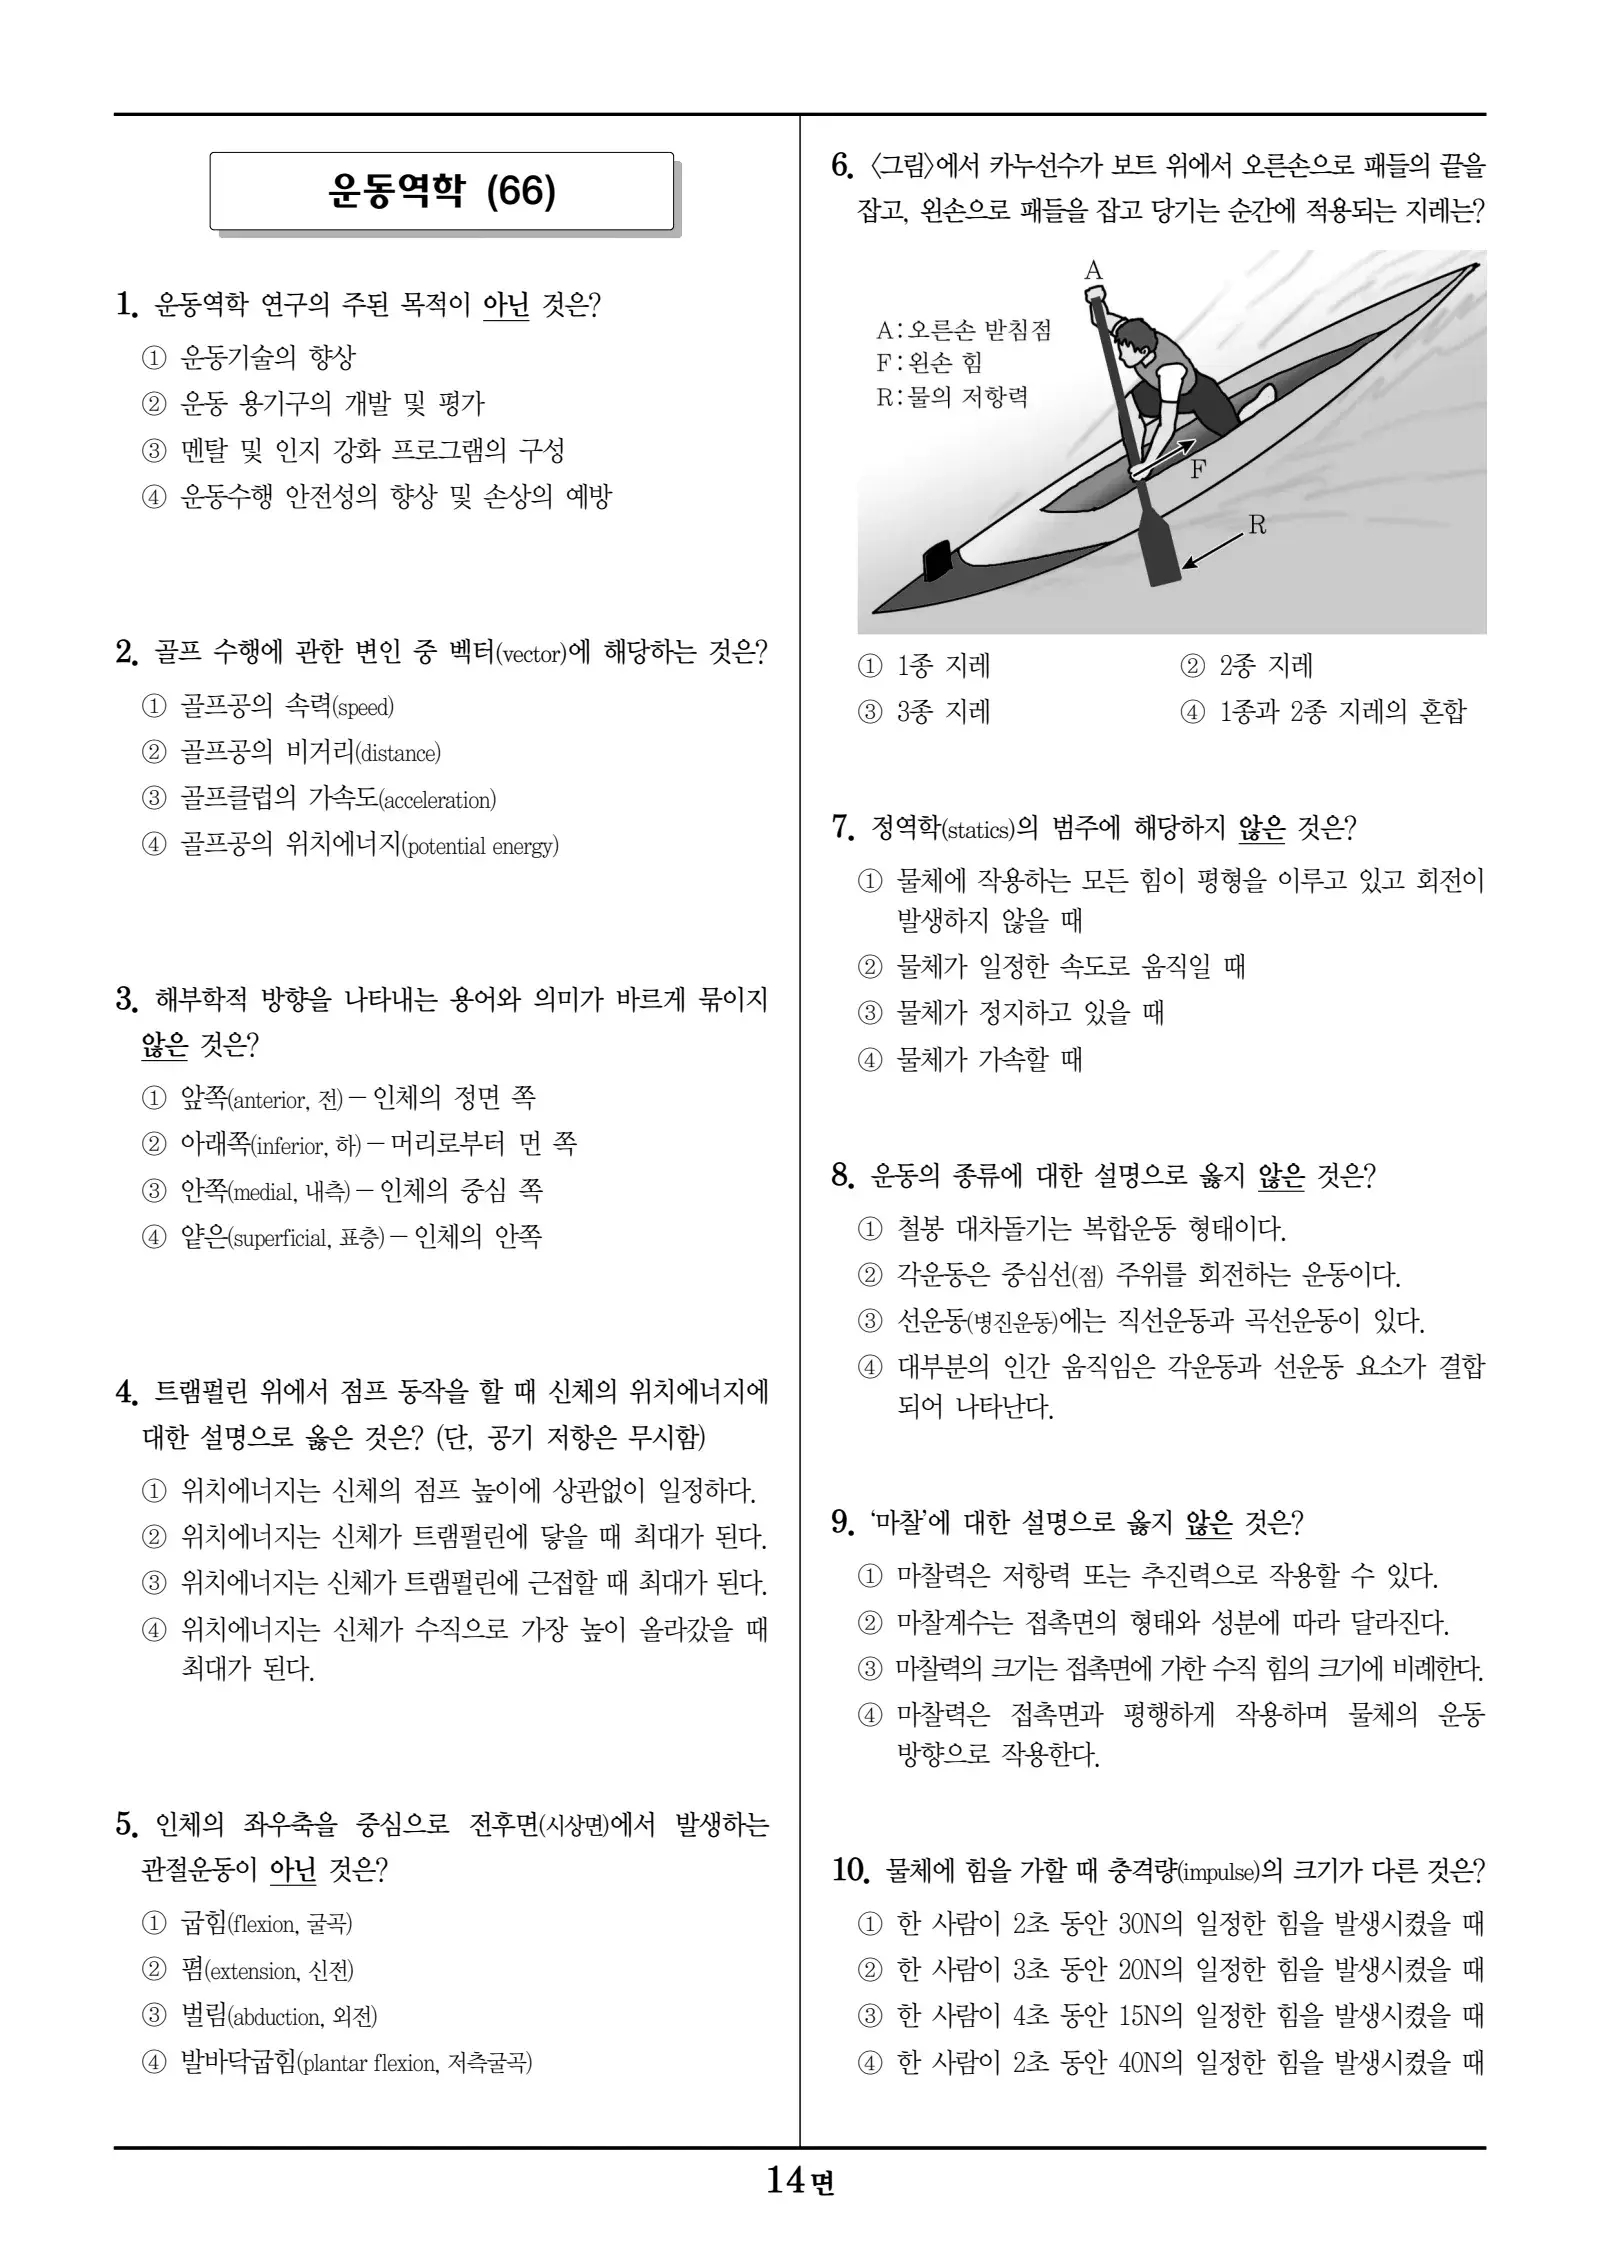 운동역학 (66)
1. 운동역학 연구의 주된 목적이 아닌 것은?
① 운동기술의 향상
② 운동 용기구의 개발 및 평가
③ 멘탈 및 인지 강화 프로그램의 구성
④ 운동수행 안전성의 향상 및 손상의 예방
2. 골프 수행에 관한 변인 중 벡터(vector)에 해당하는 것은?
① 골프공의 속력(speed)
② 골프공의 비거리(distance)
③ 골프클럽의 가속도(acceleration)
④ 골프공의 위치에너지(potential energy)
3. 해부학적 방향을 나타내는 용어와 의미가 바르게 묶이지
않은 것은?
① 앞쪽(anterior, 전)－인체의 정면 쪽
② 아래쪽(inferior, 하)－머리로부터 먼 쪽
③ 안쪽(medial, 내측)－인체의 중심 쪽
④ 얕은(superficial, 표층)－인체의 안쪽
4. 트램펄린 위에서 점프 동작을 할 때 신체의 위치에너지에
대한 설명으로 옳은 것은? (단, 공기 저항은 무시함)
① 위치에너지는 신체의 점프 높이에 상관없이 일정하다.
② 위치에너지는 신체가 트램펄린에 닿을 때 최대가 된다.
③ 위치에너지는 신체가 트램펄린에 근접할 때 최대가 된다.
④ 위치에너지는 신체가 수직으로 가장 높이 올라갔을 때
최대가 된다.
5. 인체의 좌우축을 중심으로 전후면(시상면)에서 발생하는
관절운동이 아닌 것은?
① 굽힘(flexion, 굴곡)
② 폄(extension, 신전)
③ 벌림(abduction, 외전)
④ 발바닥굽힘(plantar flexion, 저측굴곡)
6. 〈그림〉에서 카누선수가 보트 위에서 오른손으로 패들의 끝을
잡고, 왼손으로 패들을 잡고 당기는 순간에 적용되는 지레는?
A
A:오른손 받침점
F:왼손 힘
R:물의 저항력
F
R
① 1종 지레 ② 2종 지레
③ 3종 지레 ④ 1종과 2종 지레의 혼합
7. 정역학(statics)의 범주에 해당하지 않은 것은?
① 물체에 작용하는 모든 힘이 평형을 이루고 있고 회전이
발생하지 않을 때
② 물체가 일정한 속도로 움직일 때
③ 물체가 정지하고 있을 때
④ 물체가 가속할 때
8. 운동의 종류에 대한 설명으로 옳지 않은 것은?
① 철봉 대차돌기는 복합운동 형태이다.
② 각운동은 중심선(점) 주위를 회전하는 운동이다.
③ 선운동(병진운동)에는 직선운동과 곡선운동이 있다.
④ 대부분의 인간 움직임은 각운동과 선운동 요소가 결합
되어 나타난다.
9. ‘마찰’에 대한 설명으로 옳지 않은 것은?
① 마찰력은 저항력 또는 추진력으로 작용할 수 있다.
② 마찰계수는 접촉면의 형태와 성분에 따라 달라진다.
③ 마찰력의 크기는 접촉면에 가한 수직 힘의 크기에 비례한다.
④ 마찰력은 접촉면과 평행하게 작용하며 물체의 운동
방향으로 작용한다.
10. 물체에 힘을 가할 때 충격량(impulse)의 크기가 다른 것은?
① 한 사람이 2초 동안 30N의 일정한 힘을 발생시켰을 때
② 한 사람이 3초 동안 20N의 일정한 힘을 발생시켰을 때
③ 한 사람이 4초 동안 15N의 일정한 힘을 발생시켰을 때
④ 한 사람이 2초 동안 40N의 일정한 힘을 발생시켰을 때
14면